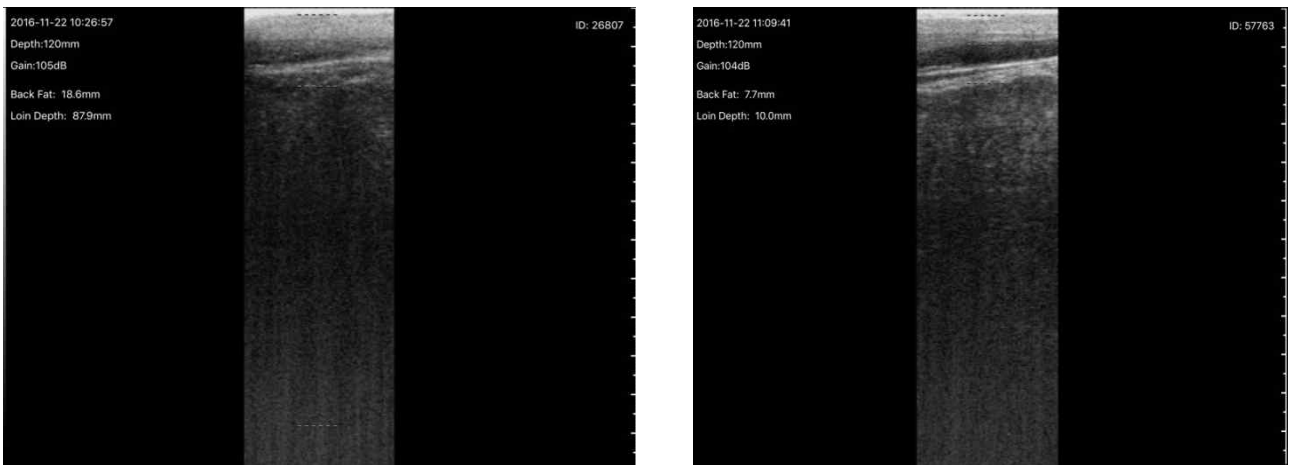 2016-11-22 10:26:57
ID: 26807
Depth:120mm
Gain:105dB
Back Fat: 18.6mm
Loin Depth: 87.9mm
2016-11-22 11:09:41
ID: 57763
Depth:120mm
Gain:104dB
Back Fat: 7.7mm
Loin Depth: 10.0mm